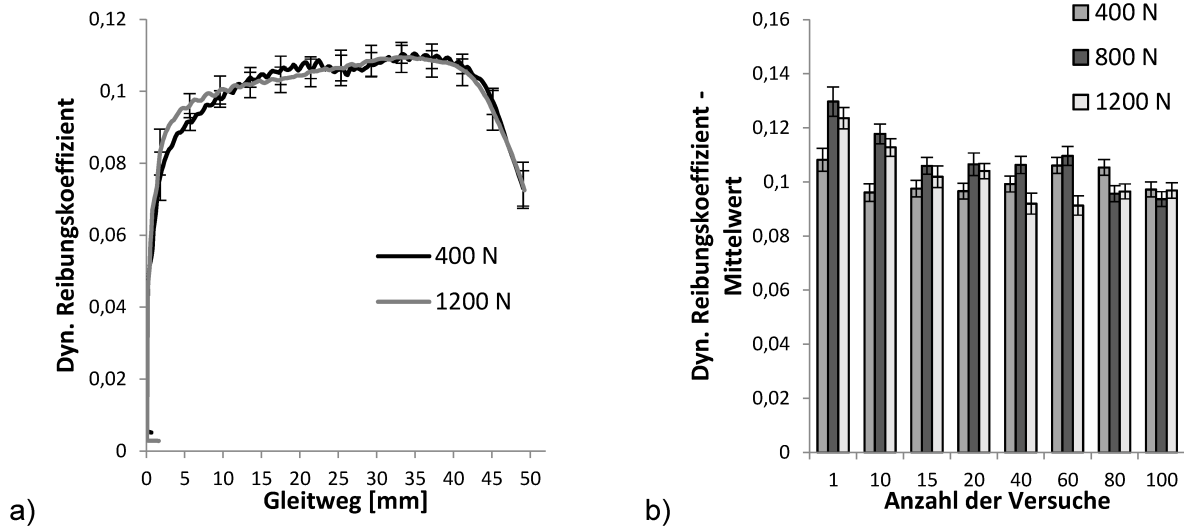 0,12
0,1
0,08
0,06
0,04
0,02
0
Dyn. Reibungskoeffizient
400 N
1200 N
0 5 10 15 20 25 30 35 40 45 50
Gleitweg [mm]
a)
0,16
0,14
0,12
0,1
0,08
0,06
0,04
0,02
0
Dyn. Reibungskoeffizient -
Mittelwert
400 N
800 N
1200 N
1 10 15 20 40 60 80 100
Anzahl der Versuche
b)